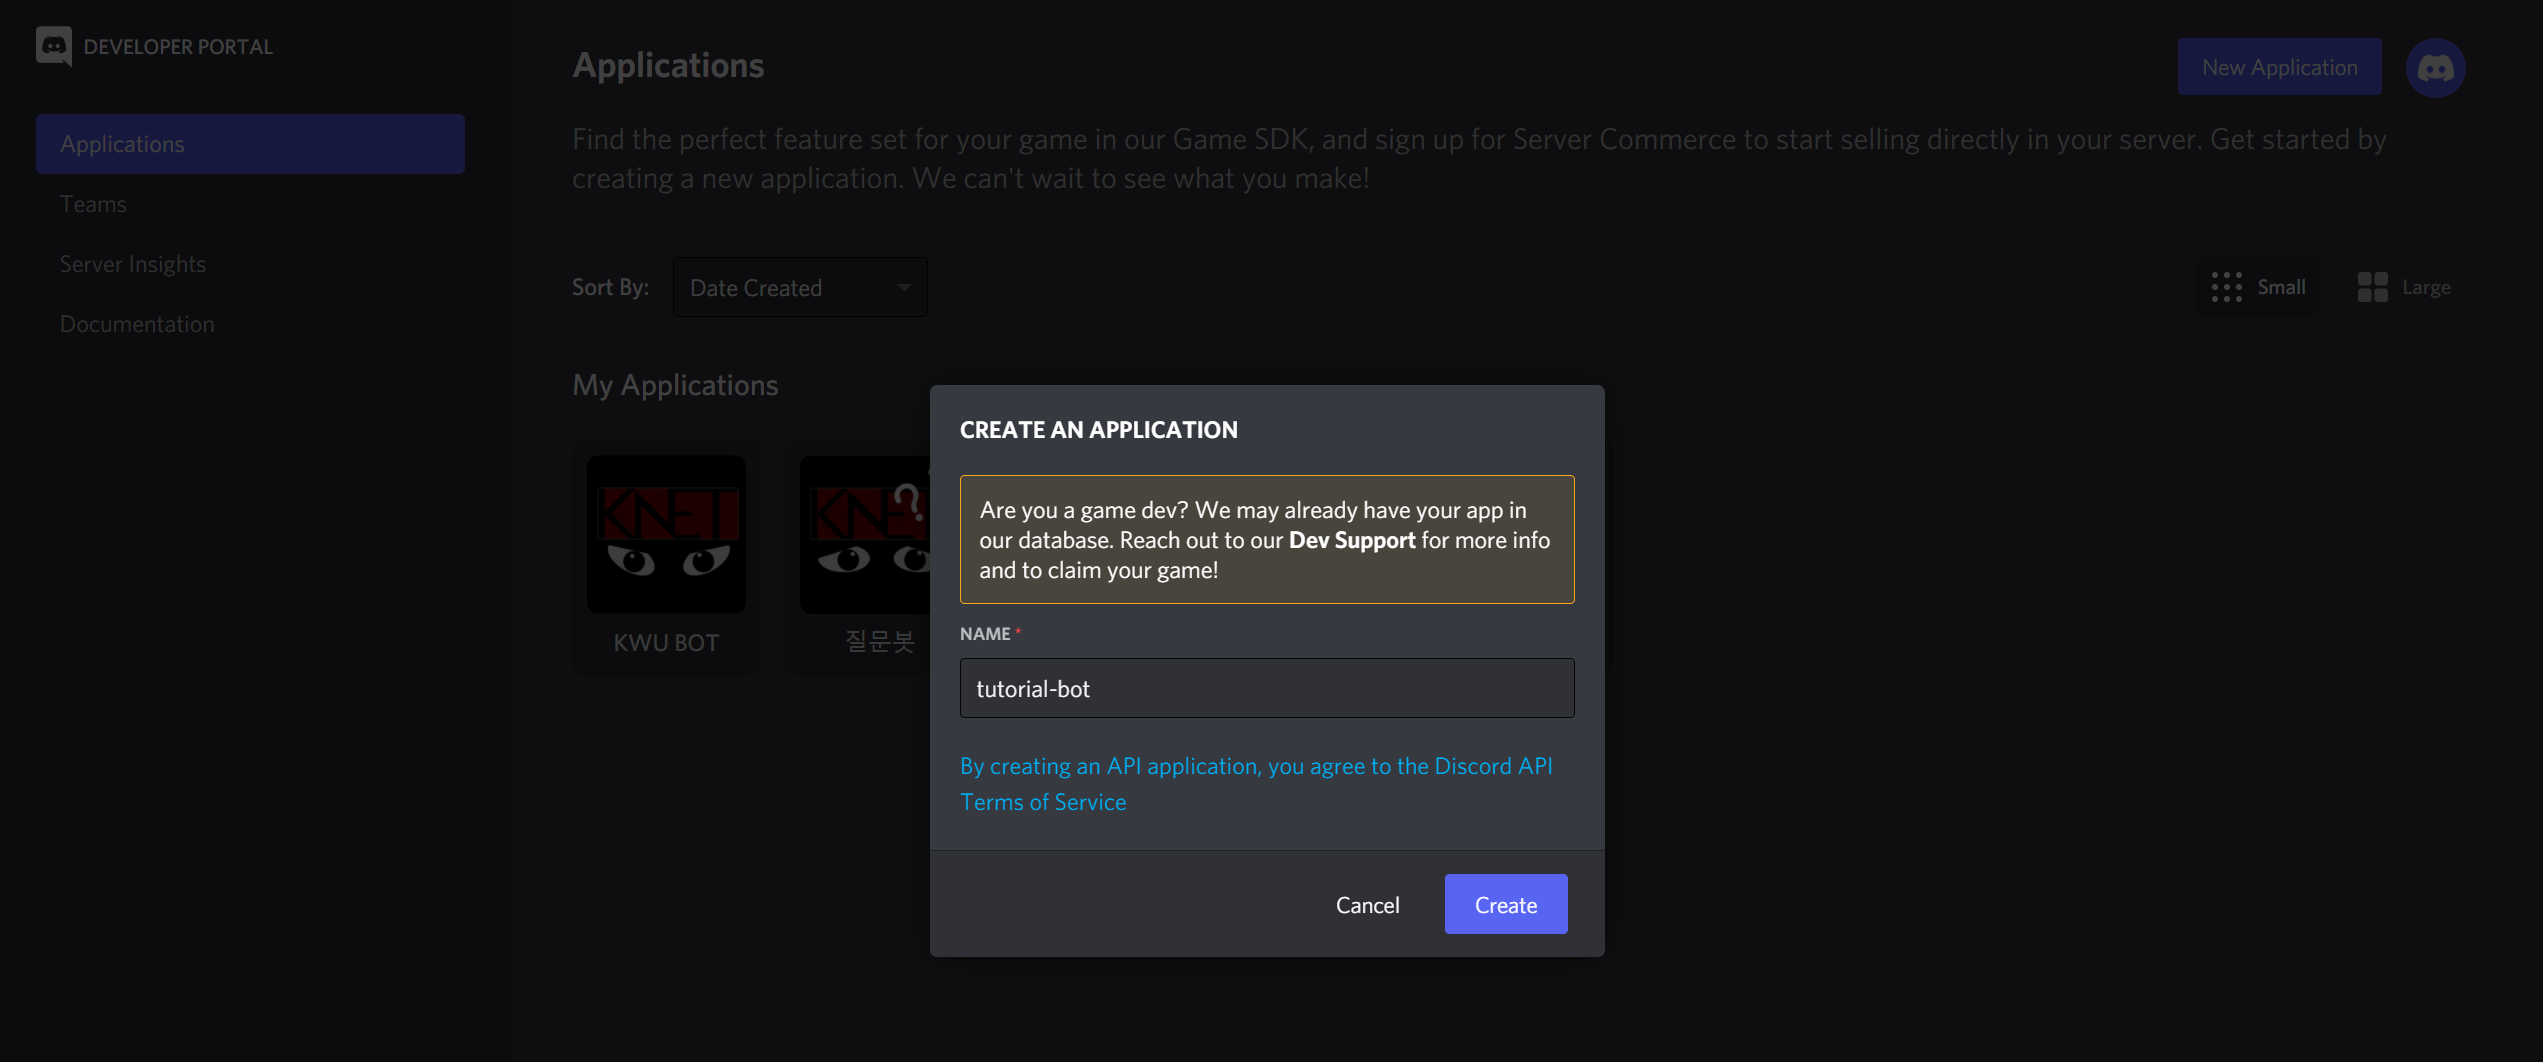 DEVELOPER PORTAL
Applications
Teams
Server Insights
Documentation
Applications
New Application
Find the perfect feature set for your game in our Game SDK, and sign up for Server Commerce to start selling directly in your server. Get started by
creating a new application. We can't wait to see what you make!
Sort By:
Date Created
Small
Large
My Applications
KNET
KWU BOT
KNE?
질문봇
CREATE AN APPLICATION
Are you a game dev? We may already have your app in
our database. Reach out to our Dev Support for more info
and to claim your game!
NAME *
tutorial-bot
By creating an API application, you agree to the Discord API
Terms of Service
Cancel
Create